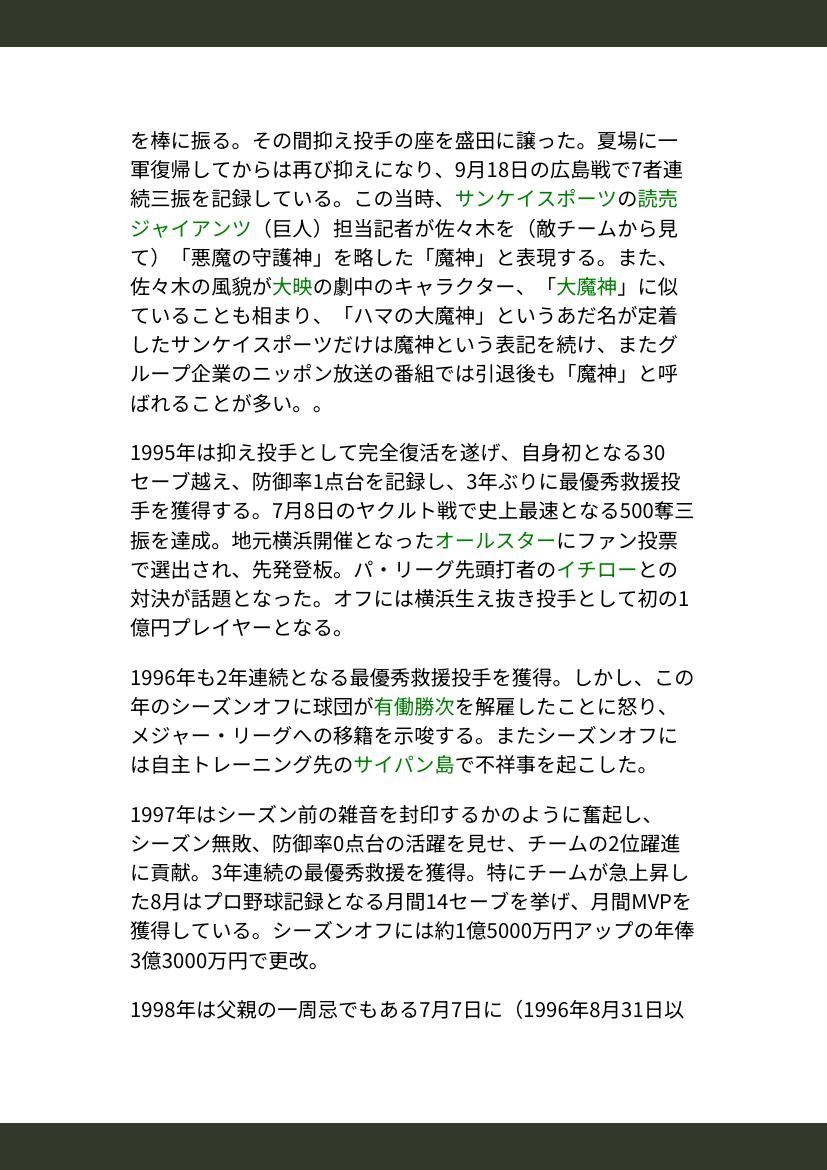 を棒に振る。その間抑え投手の座を盛田に譲った。夏場に一
軍復帰してからは再び抑えになり、9月18日の広島戦で7者連
続三振を記録している。この当時、サンケイスポーツの読売
ジャイアンツ（巨人）担当記者が佐々木を（敵チームから見
て）「悪魔の守護神」を略した「魔神」と表現する。また、
佐々木の風貌が大映の劇中のキャラクター、「大魔神」に似
ていることも相まり、「ハマの大魔神」というあだ名が定着
したサンケイスポーツだけは魔神という表記を続け、またグ
ループ企業のニッポン放送の番組では引退後も「魔神」と呼
ばれることが多い。。
1995年は抑え投手として完全復活を遂げ、自身初となる30
セーブ越え、防御率1点台を記録し、3年ぶりに最優秀救援投
手を獲得する。7月8日のヤクルト戦で史上最速となる500奪三
振を達成。地元横浜開催となったオールスターにファン投票
で選出され、先発登板。パ・リーグ先頭打者のイチローとの
対決が話題となった。オフには横浜生え抜き投手として初の1
億円プレイヤーとなる。
1996年も2年連続となる最優秀救援投手を獲得。しかし、この
年のシーズンオフに球団が有働勝次を解雇したことに怒り、
メジャー・リーグへの移籍を示唆する。またシーズンオフに
は自主トレーニング先のサイパン島で不祥事を起こした。
1997年はシーズン前の雑音を封印するかのように奮起し、
シーズン無敗、防御率0点台の活躍を見せ、チームの2位躍進
に貢献。3年連続の最優秀救援を獲得。特にチームが急上昇し
た8月はプロ野球記録となる月間14セーブを挙げ、月間MVPを
獲得している。シーズンオフには約1億5000万円アップの年俸
3億3000万円で更改。
1998年は父親の一周忌でもある7月7日に（1996年8月31日以